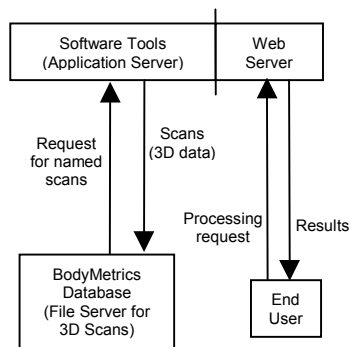 Software Tools
(Application Server)
Web
Server
Request
for named
scans
Scans
(3D data)
Processing
request
Results
BodyMetrics
Database
(File Server for
3D Scans)
End
User